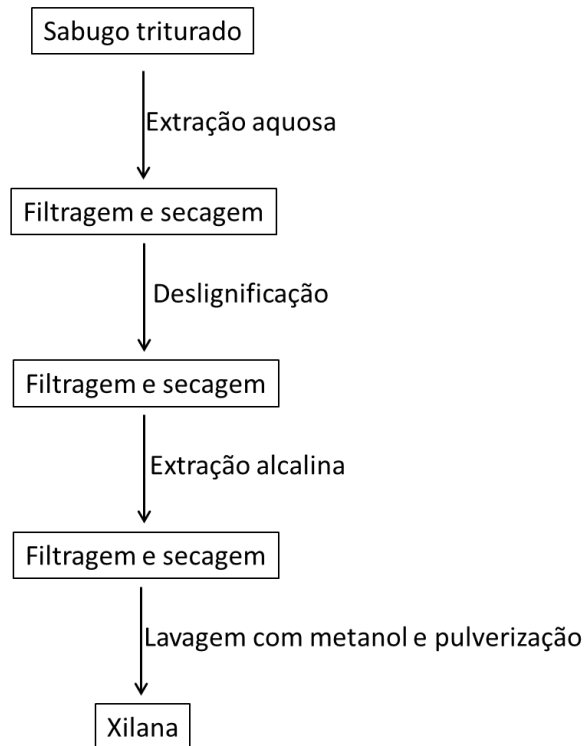 Sabugo triturado
Extração aquosa
Filtragem e secagem
Deslignificação
Filtragem e secagem
Extração alcalina
Filtragem e secagem
Lavagem com metanol e pulverização
Xilana